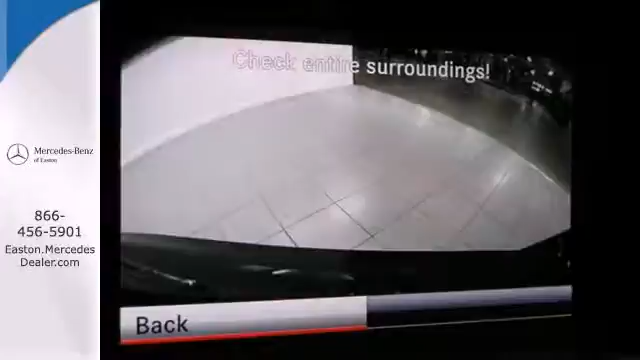 Mercedes-Benz
of Easton
866-
456-5901
Easton.Mercedes
Dealer.com
Check entire surroundings!
Back